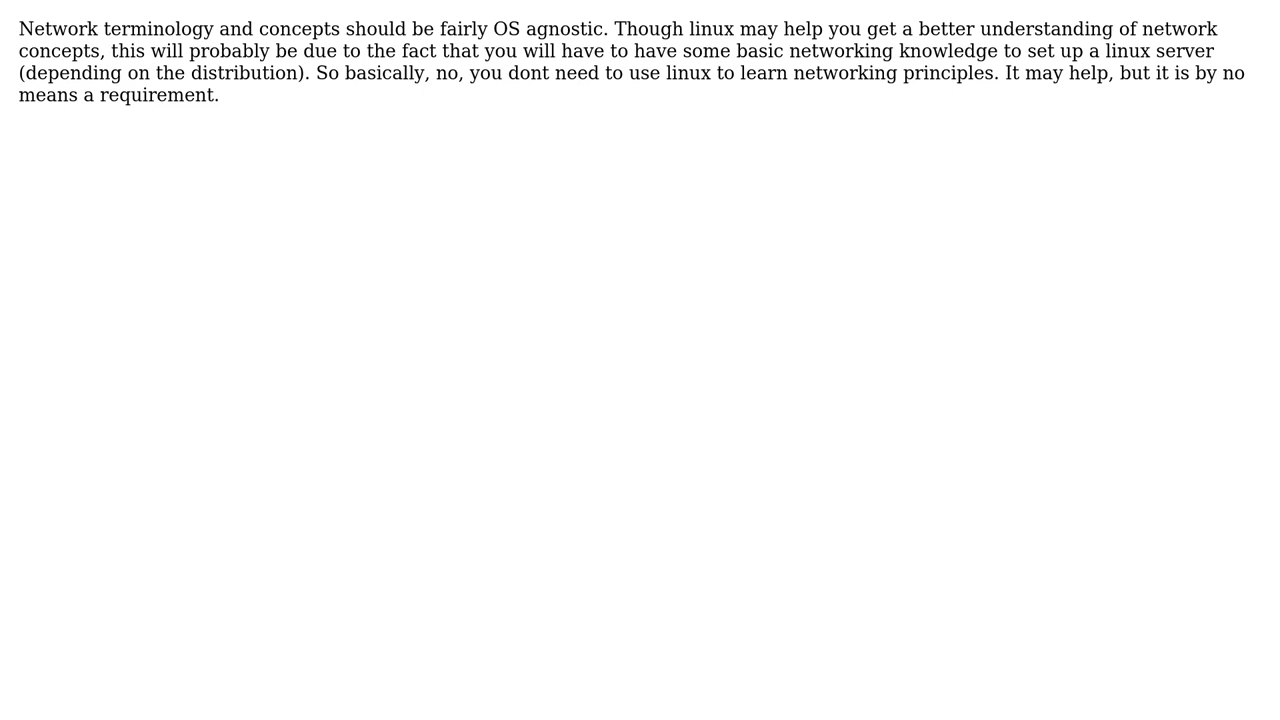 Network terminology and concepts should be fairly OS agnostic. Though linux may help you get a better understanding of network
concepts, this will probably be due to the fact that you will have to have some basic networking knowledge to set up a linux server
(depending on the distribution). So basically, no, you dont need to use linux to learn networking principles. It may help, but it is by no
means a requirement.